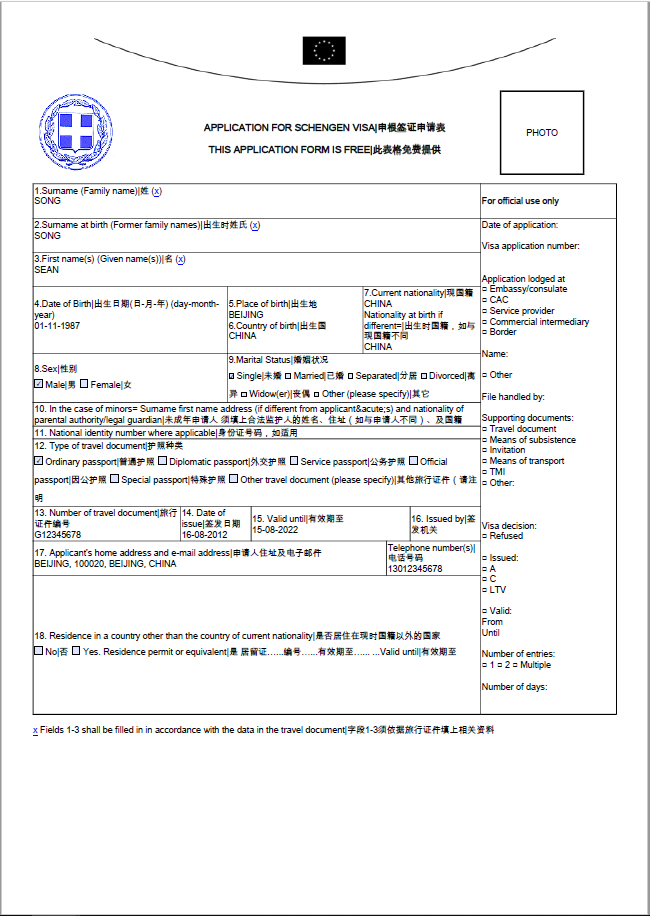 APPLICATION FOR SCHENGEN VISA|申根签证申请表
THIS APPLICATION FORM IS FREE|此表格免费提供
PHOTO
1.Surname (Family name)|姓 (x)
SONG
2.Surname at birth (Former family names)|出生时姓氏 (x)
SONG
3.First name(s) (Given name(s))|名 (x)
SEAN
4.Date of Birth|出生日期(日-月-年) (day-month-
year)
01-11-1987
5.Place of birth|出生地
BEIJING
6.Country of birth|出生国
CHINA
7.Current nationality|現国籍
CHINA
Nationality at birth if
different=|出生时国籍，如与
现国籍不同
CHINA
8.Sex|性别
Male|男 Female|女
9.Marital Status|婚姻状况
Single|未婚 Married|已婚 Separated|分居 Divorced|离
异 Widow(er)|丧偶 Other (please specify)|其它
10. In the case of minors= Surname first name address (if different from applicant&acute;s) and nationality of
parental authority/legal guardian|未成年申请人 须填上合法监护人的姓名、住址（如与申请人不同）、及国籍
11. National identity number where applicable|身份证号码，如适用
12. Type of travel document|护照种类
Ordinary passport|普通护照 Diplomatic passport|外交护照 Service passport|公务护照 Official
passport|因公护照 Special passport|特殊护照 Other travel document (please specify)|其他旅行证件（请注
明
13. Number of travel document|旅行
证件编号
G12345678
14. Date of
issue|签发日期
16-08-2012
15. Valid until|有效期至
15-08-2022
16. Issued by|签
发机关
17. Applicant's home address and e-mail address|申请人住址及电子邮件
BEIJING, 100020, BEIJING, CHINA
Telephone number(s)|
电话号码
13012345678
18. Residence in a country other than the country of current nationality|是否居住在现时国籍以外的国家
No|否 Yes. Residence permit or equivalent|是 居留证……编号……有效期至…... ...Valid until|有效期至
For official use only
Date of application:
Visa application number:
Application lodged at
Embassy/consulate
CAC
Service provider
Commercial intermediary
Border
Name:
Other
File handled by:
Supporting documents:
Travel document
Means of subsistence
Invitation
Means of transport
TMI
Other:
Visa decision:
Refused
Issued:
A
C
LTV
Valid:
From
Until
Number of entries:
1 2 Multiple
Number of days:
x Fields 1-3 shall be filled in in accordance with the data in the travel document|字段1-3须依据旅行证件填上相关资料